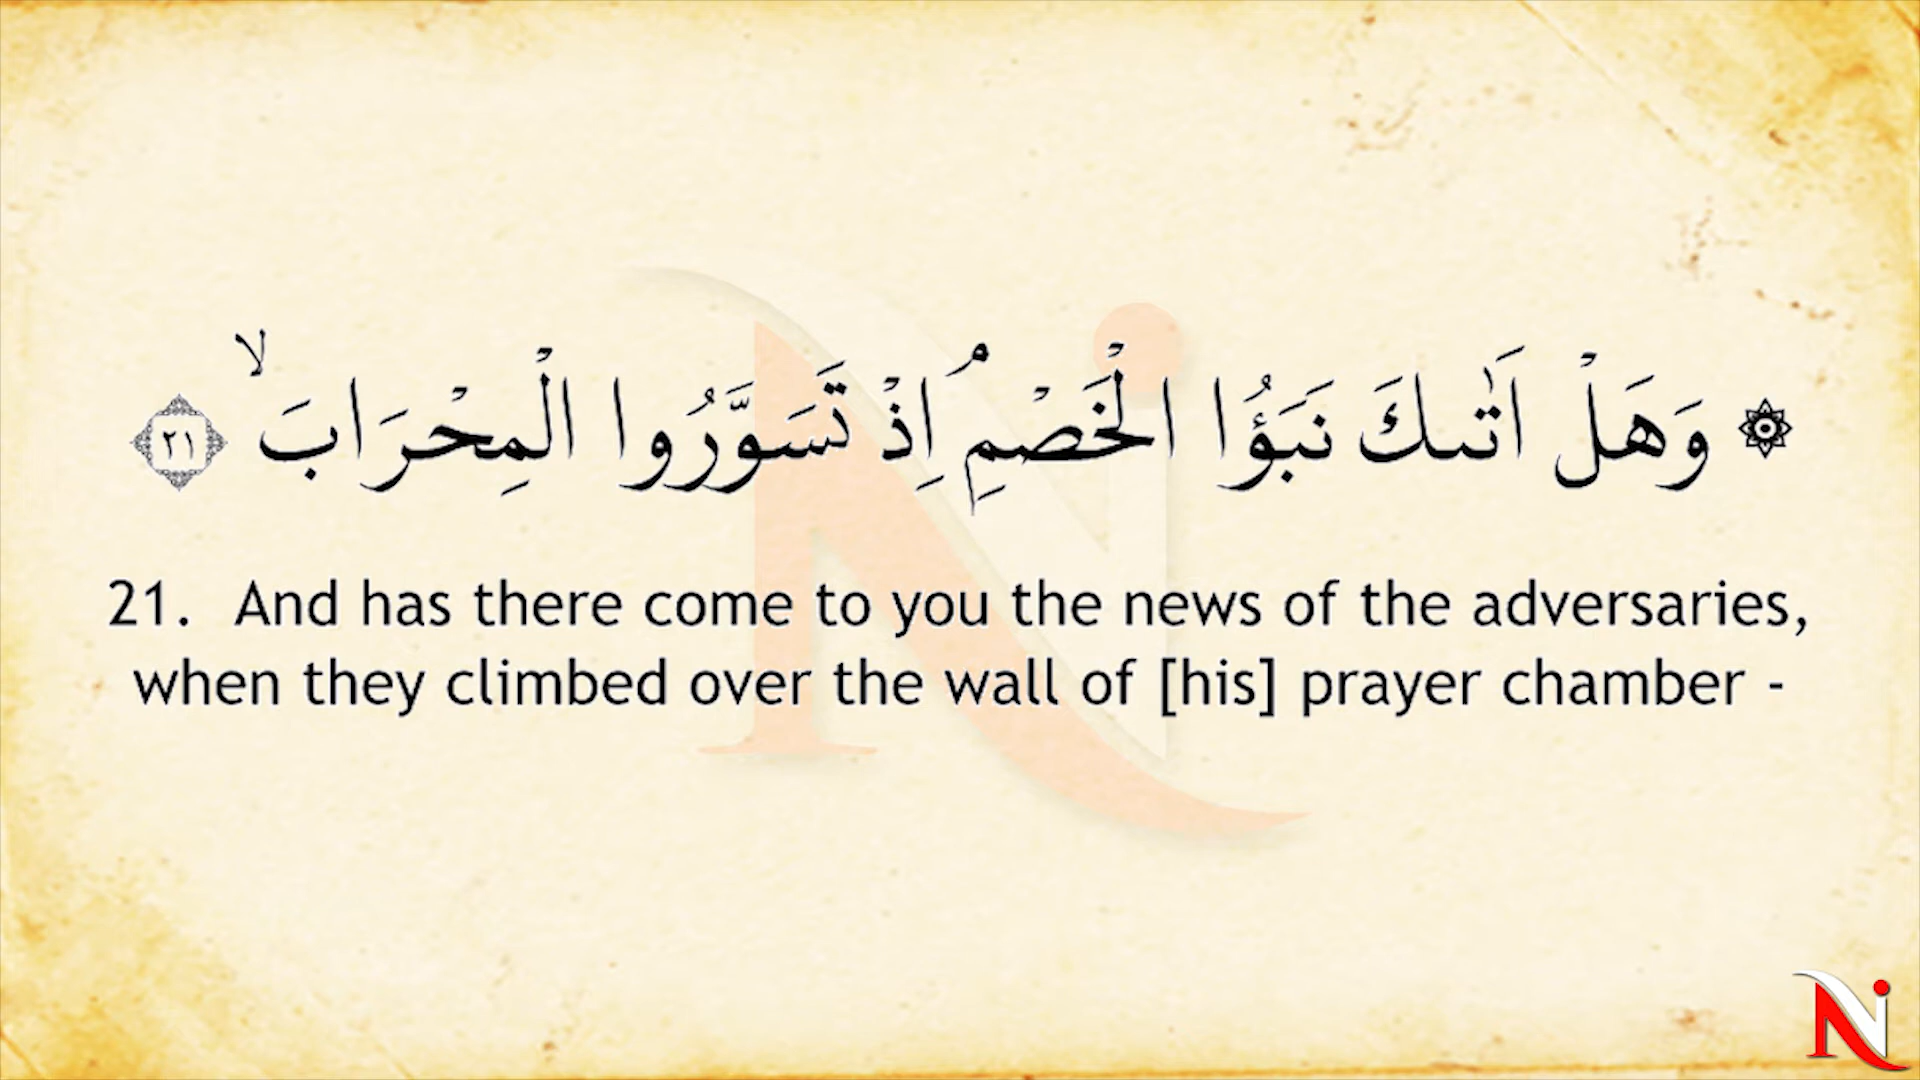 ۞ وَهَلْ اَتٰىكَ نَبَؤُا الْخَصْمِۘ اِذْ تَسَوَّرُوا الْمِحْرَابَۙ ﴿٢١﴾
21. And has there come to you the news of the adversaries,
when they climbed over the wall of [his] prayer chamber -
Ni